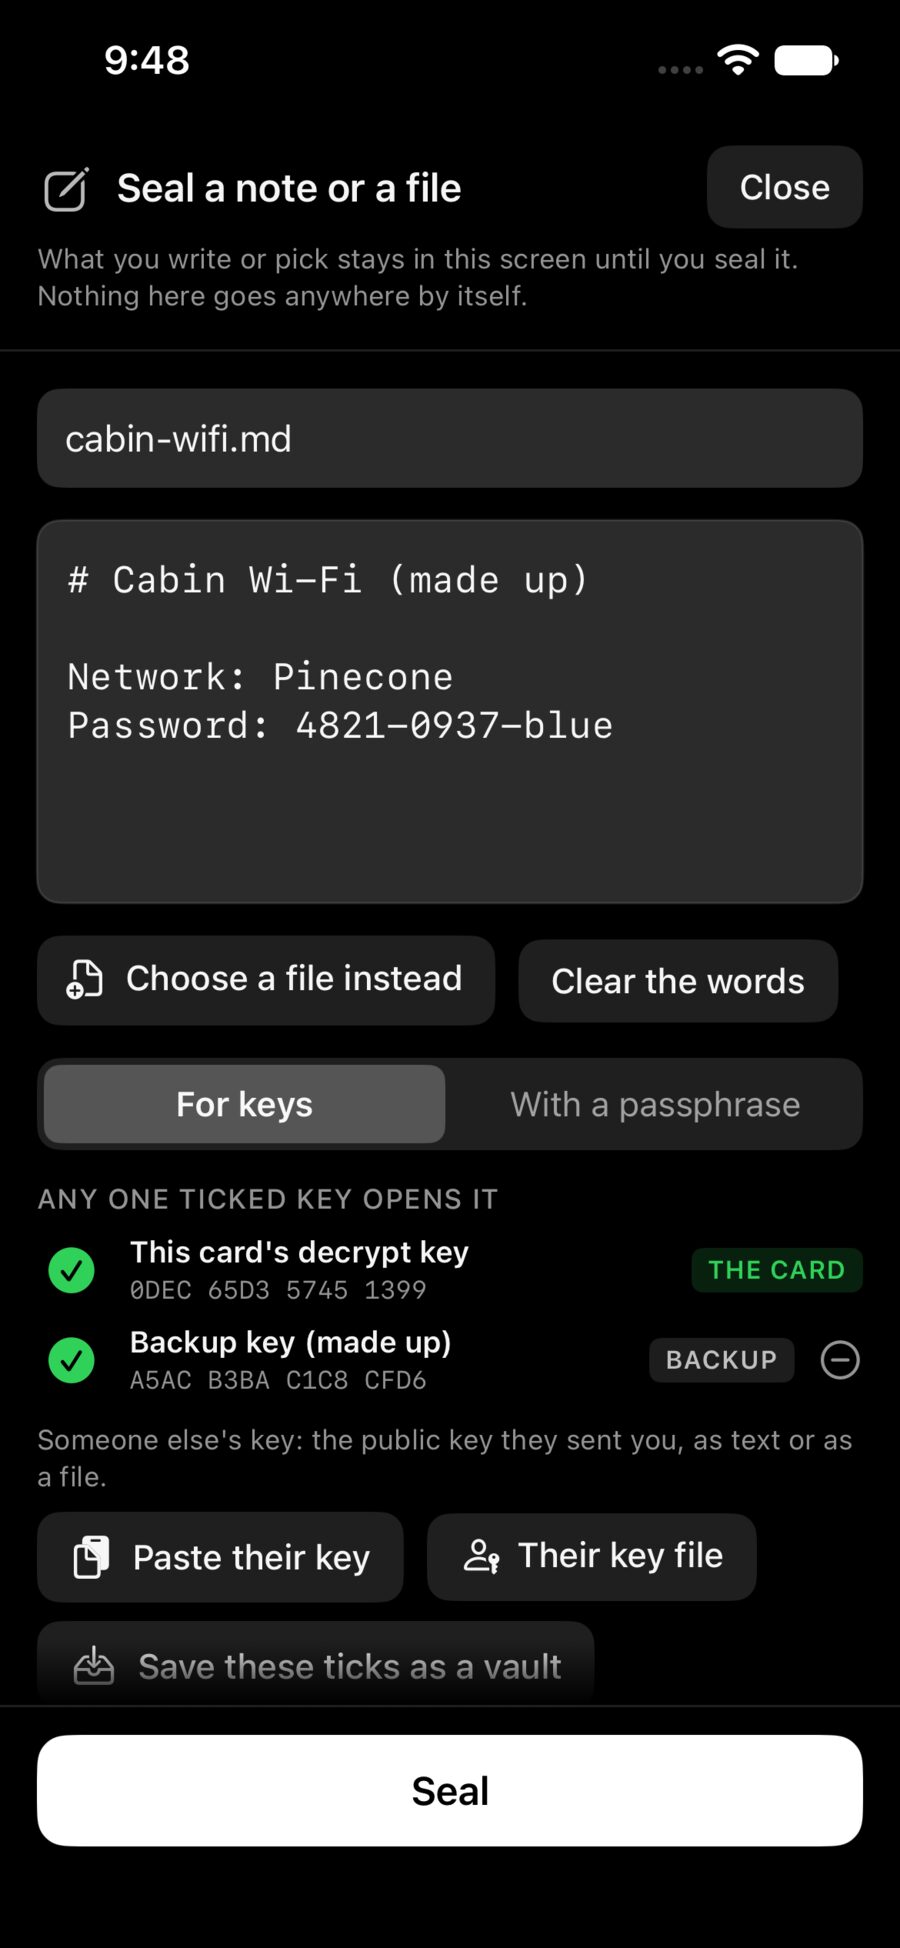 9:48
Seal a note or a file
Close
What you write or pick stays in this screen until you seal it.
Nothing here goes anywhere by itself.
cabin-wifi.md
# Cabin Wi-Fi (made up)
Network: Pinecone
Password: 4821-0937-blue
Choose a file instead
Clear the words
For keys
With a passphrase
ANY ONE TICKED KEY OPENS IT
This card's decrypt key
0DEC 65D3 5745 1399
THE CARD
Backup key (made up)
A5AC B3BA C1C8 CFD6
BACKUP
Someone else's key: the public key they sent you, as text or as
a file.
Paste their key
Their key file
Save these ticks as a vault
Seal